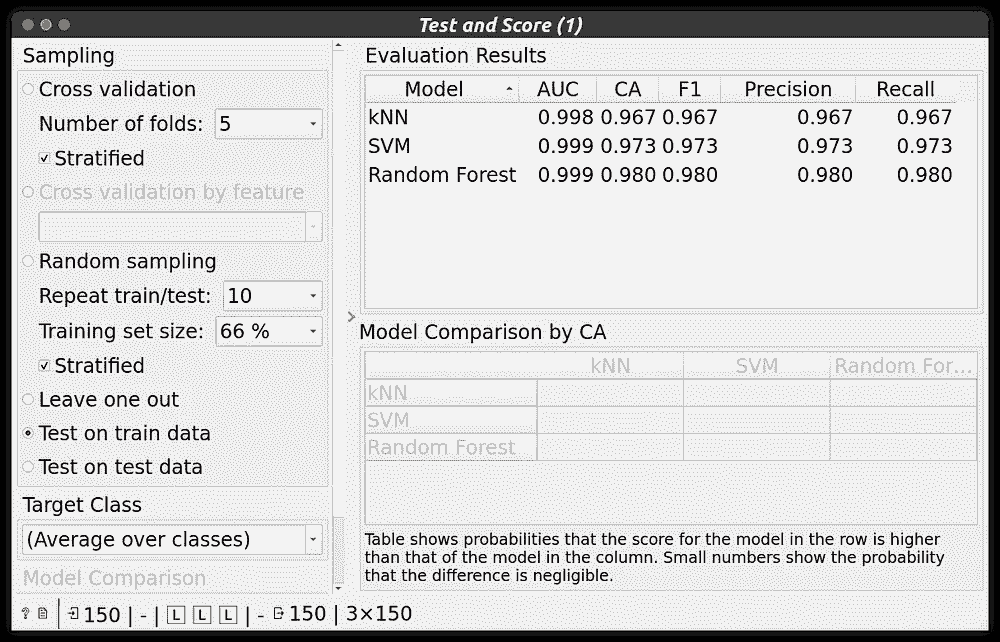 Test and Score (1)
Sampling
Cross validation
Number of folds: 5
Stratified
Cross validation by feature
Random sampling
Repeat train/test: 10
Training set size: 66 %
Stratified
Leave one out
Test on train data
Test on test data
Target Class
(Average over classes)
Model Comparison
Evaluation Results
Model AUC CA F1 Precision Recall
kNN 0.998 0.967 0.967 0.967 0.967
SVM 0.999 0.973 0.973 0.973 0.973
Random Forest 0.999 0.980 0.980 0.980 0.980
Model Comparison by CA
kNN SVM Random For...
kNN
SVM
Random Forest
Table shows probabilities that the score for the model in the row is higher
than that of the model in the column. Small numbers show the probability
that the difference is negligible.
? 150 | - | L L L | - 150 | 3×150